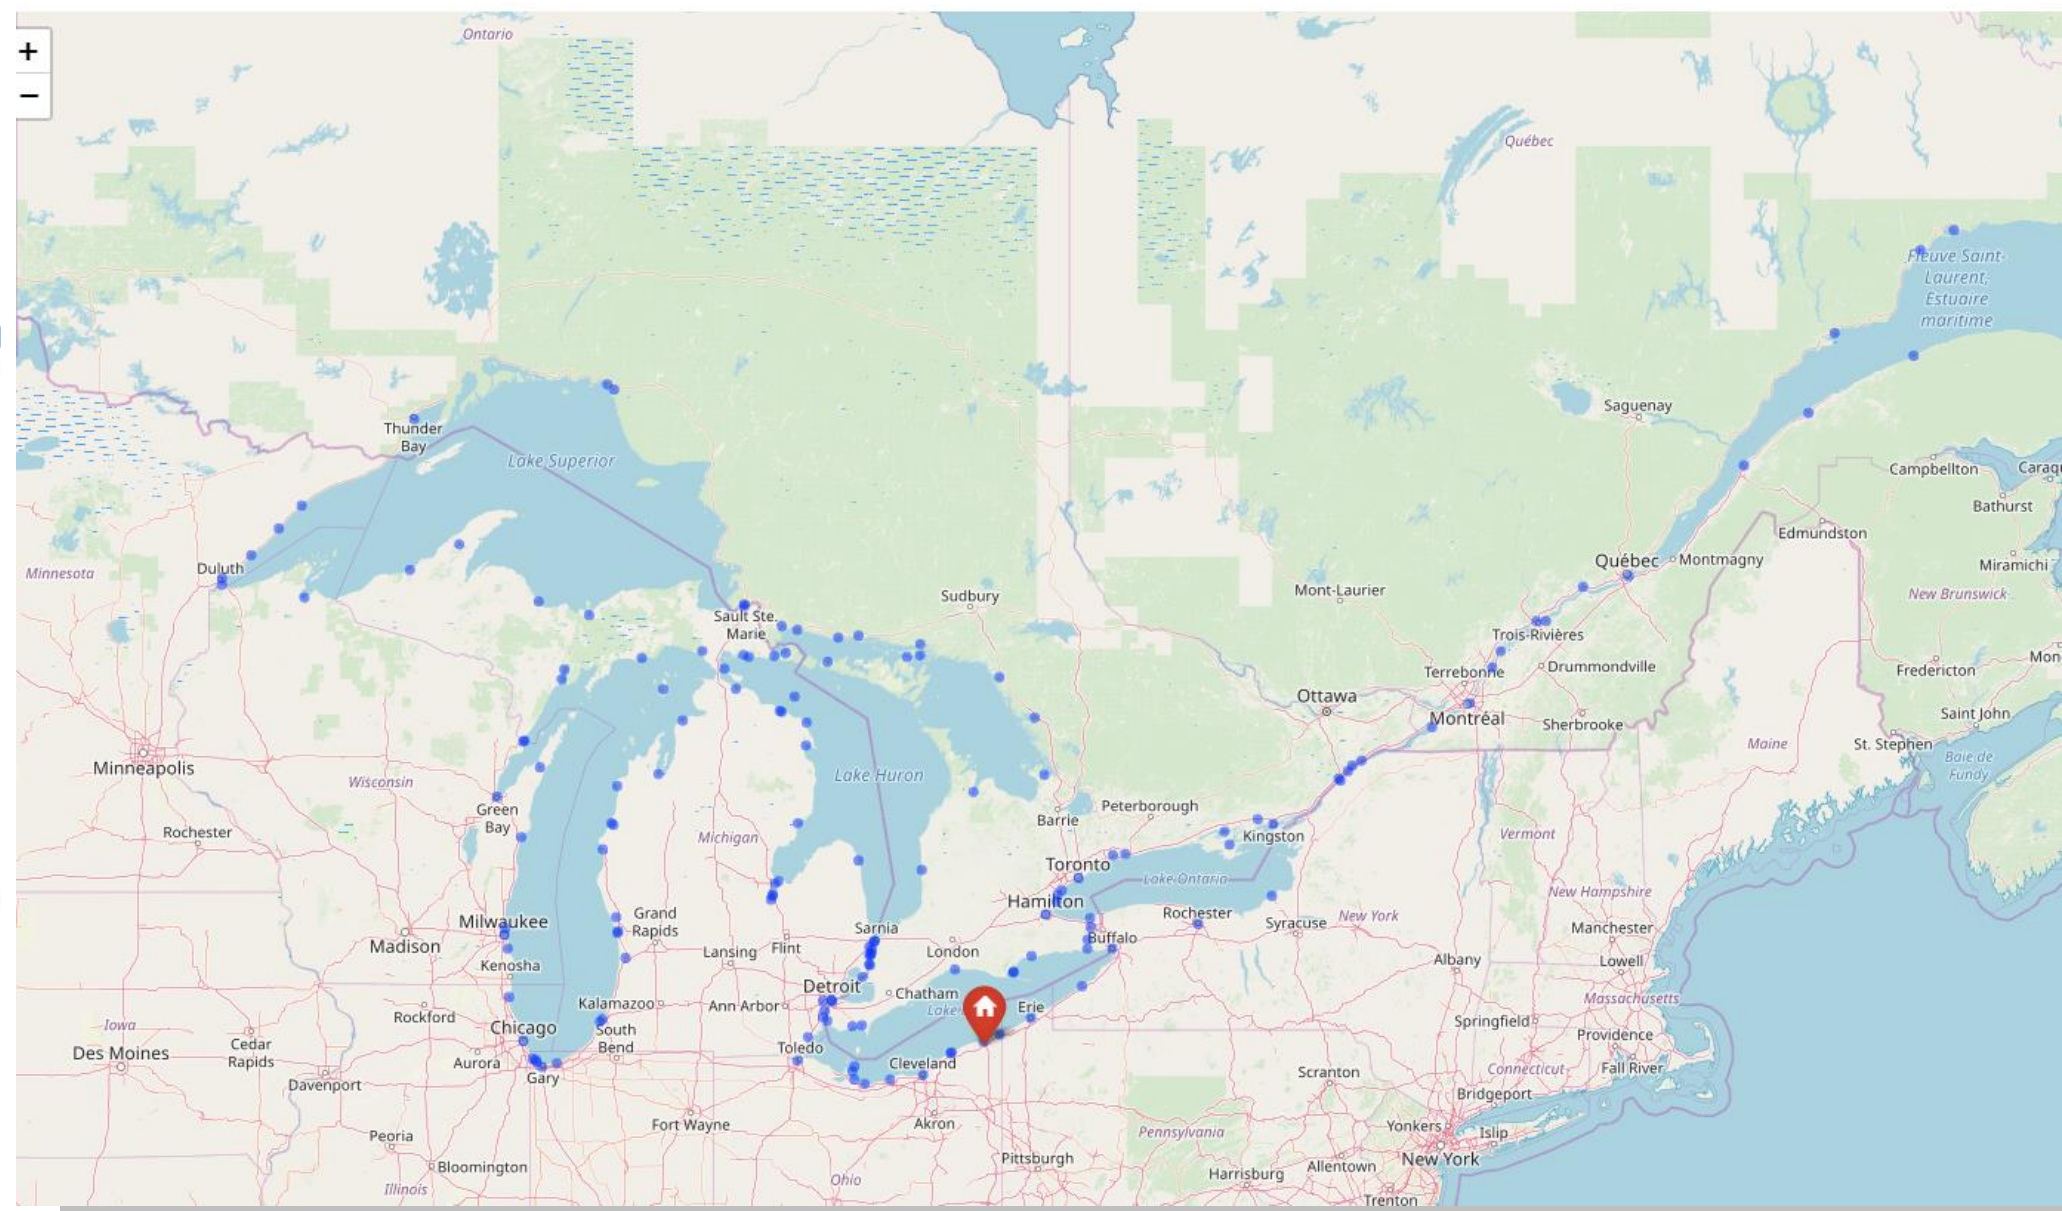 +
−
Ontario
Québec
Fleuve Saint-
Laurent,
Estuaire
maritime
Saguenay
Thunder
Bay
Lake Superior
Campbellton
Caraq
Bathurst
Edmundston
Duluth
Minnesota
Québec
Montmagny
Miramichi
New Brunswick
Mont-Laurier
Sudbury
Sault Ste.
Marie
Trois-Rivières
Drummondville
Terrebonne
Fredericton
Mon
Ottawa
Montréal
Sherbrooke
Saint John
St. Stephen
Maine
Baie de
Fundy
Minneapolis
Wisconsin
Lake Huron
Green
Bay
Peterborough
Barrie
Kingston
Rochester
Michigan
Vermont
Toronto
Lake Ontario
Hamilton
New Hampshire
Milwaukee
Grand
Rapids
Sarnia
Rochester
New York
Syracuse
Manchester
Madison
Lansing
Flint
London
Buffalo
Kenosha
Albany
Lowell
Detroit
Chatham
Kalamazoo
Ann Arbor
Lake
Erie
Massachusetts
Rockford
Springfield
Iowa
Chicago
South
Bend
Providence
Cedar
Rapids
Des Moines
Aurora
Toledo
Cleveland
Gary
Scranton
Connecticut
Fall River
Davenport
Bridgeport
Fort Wayne
Akron
Yonkers
Islip
Peoria
Pennsylvania
Bloomington
Pittsburgh
New York
Allentown
Harrisburg
Illinois
Ohio
Trenton